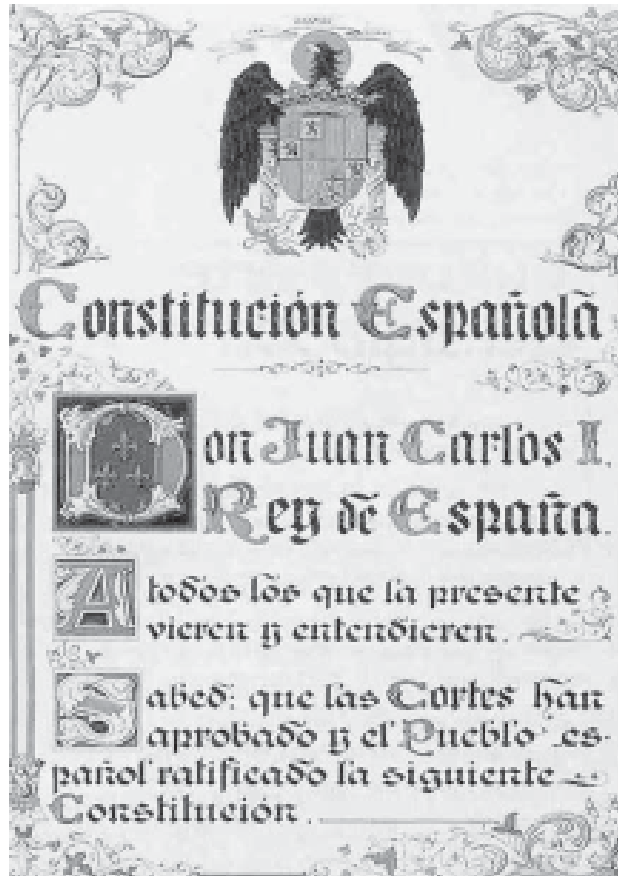 Constitución Española
Don Juan Carlos I,
Rey de España.
A todos los que la presente
vieren y entendieren.
Sabed: que las Cortes han
aprobado y el Pueblo es-
pañol ratificado la siguiente
Constitución.